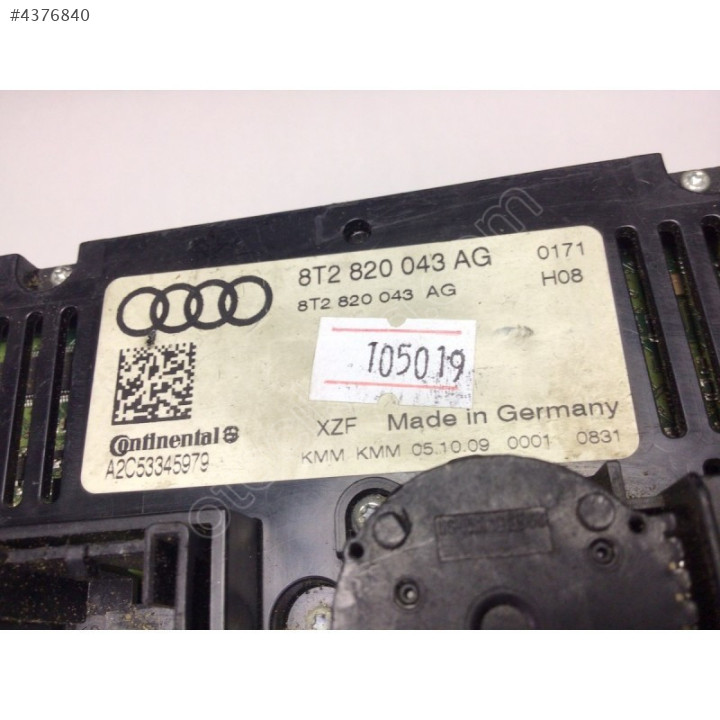 #4376840
8T2 820 043 AG
0171
8T2 820 043 AG
H08
105019
XZF Made in Germany
Continental
KMM KMM 05.10.09 0001 0831
A2C53345979